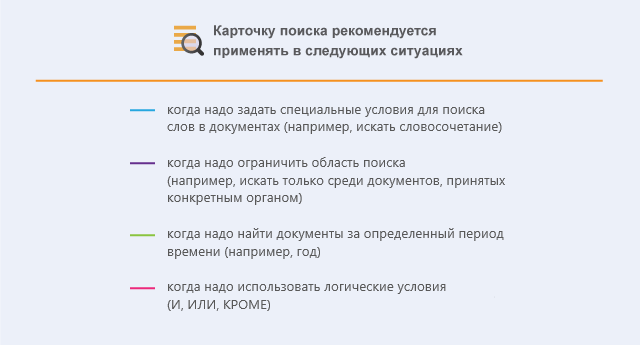 Карточку поиска рекомендуется
применять в следующих ситуациях
когда надо задать специальные условия для поиска
слов в документах (например, искать словосочетание)
когда надо ограничить область поиска
(например, искать только среди документов, принятых
конкретным органом)
когда надо найти документы за определенный период
времени (например, год)
когда надо использовать логические условия
(И, ИЛИ, КРОМЕ)